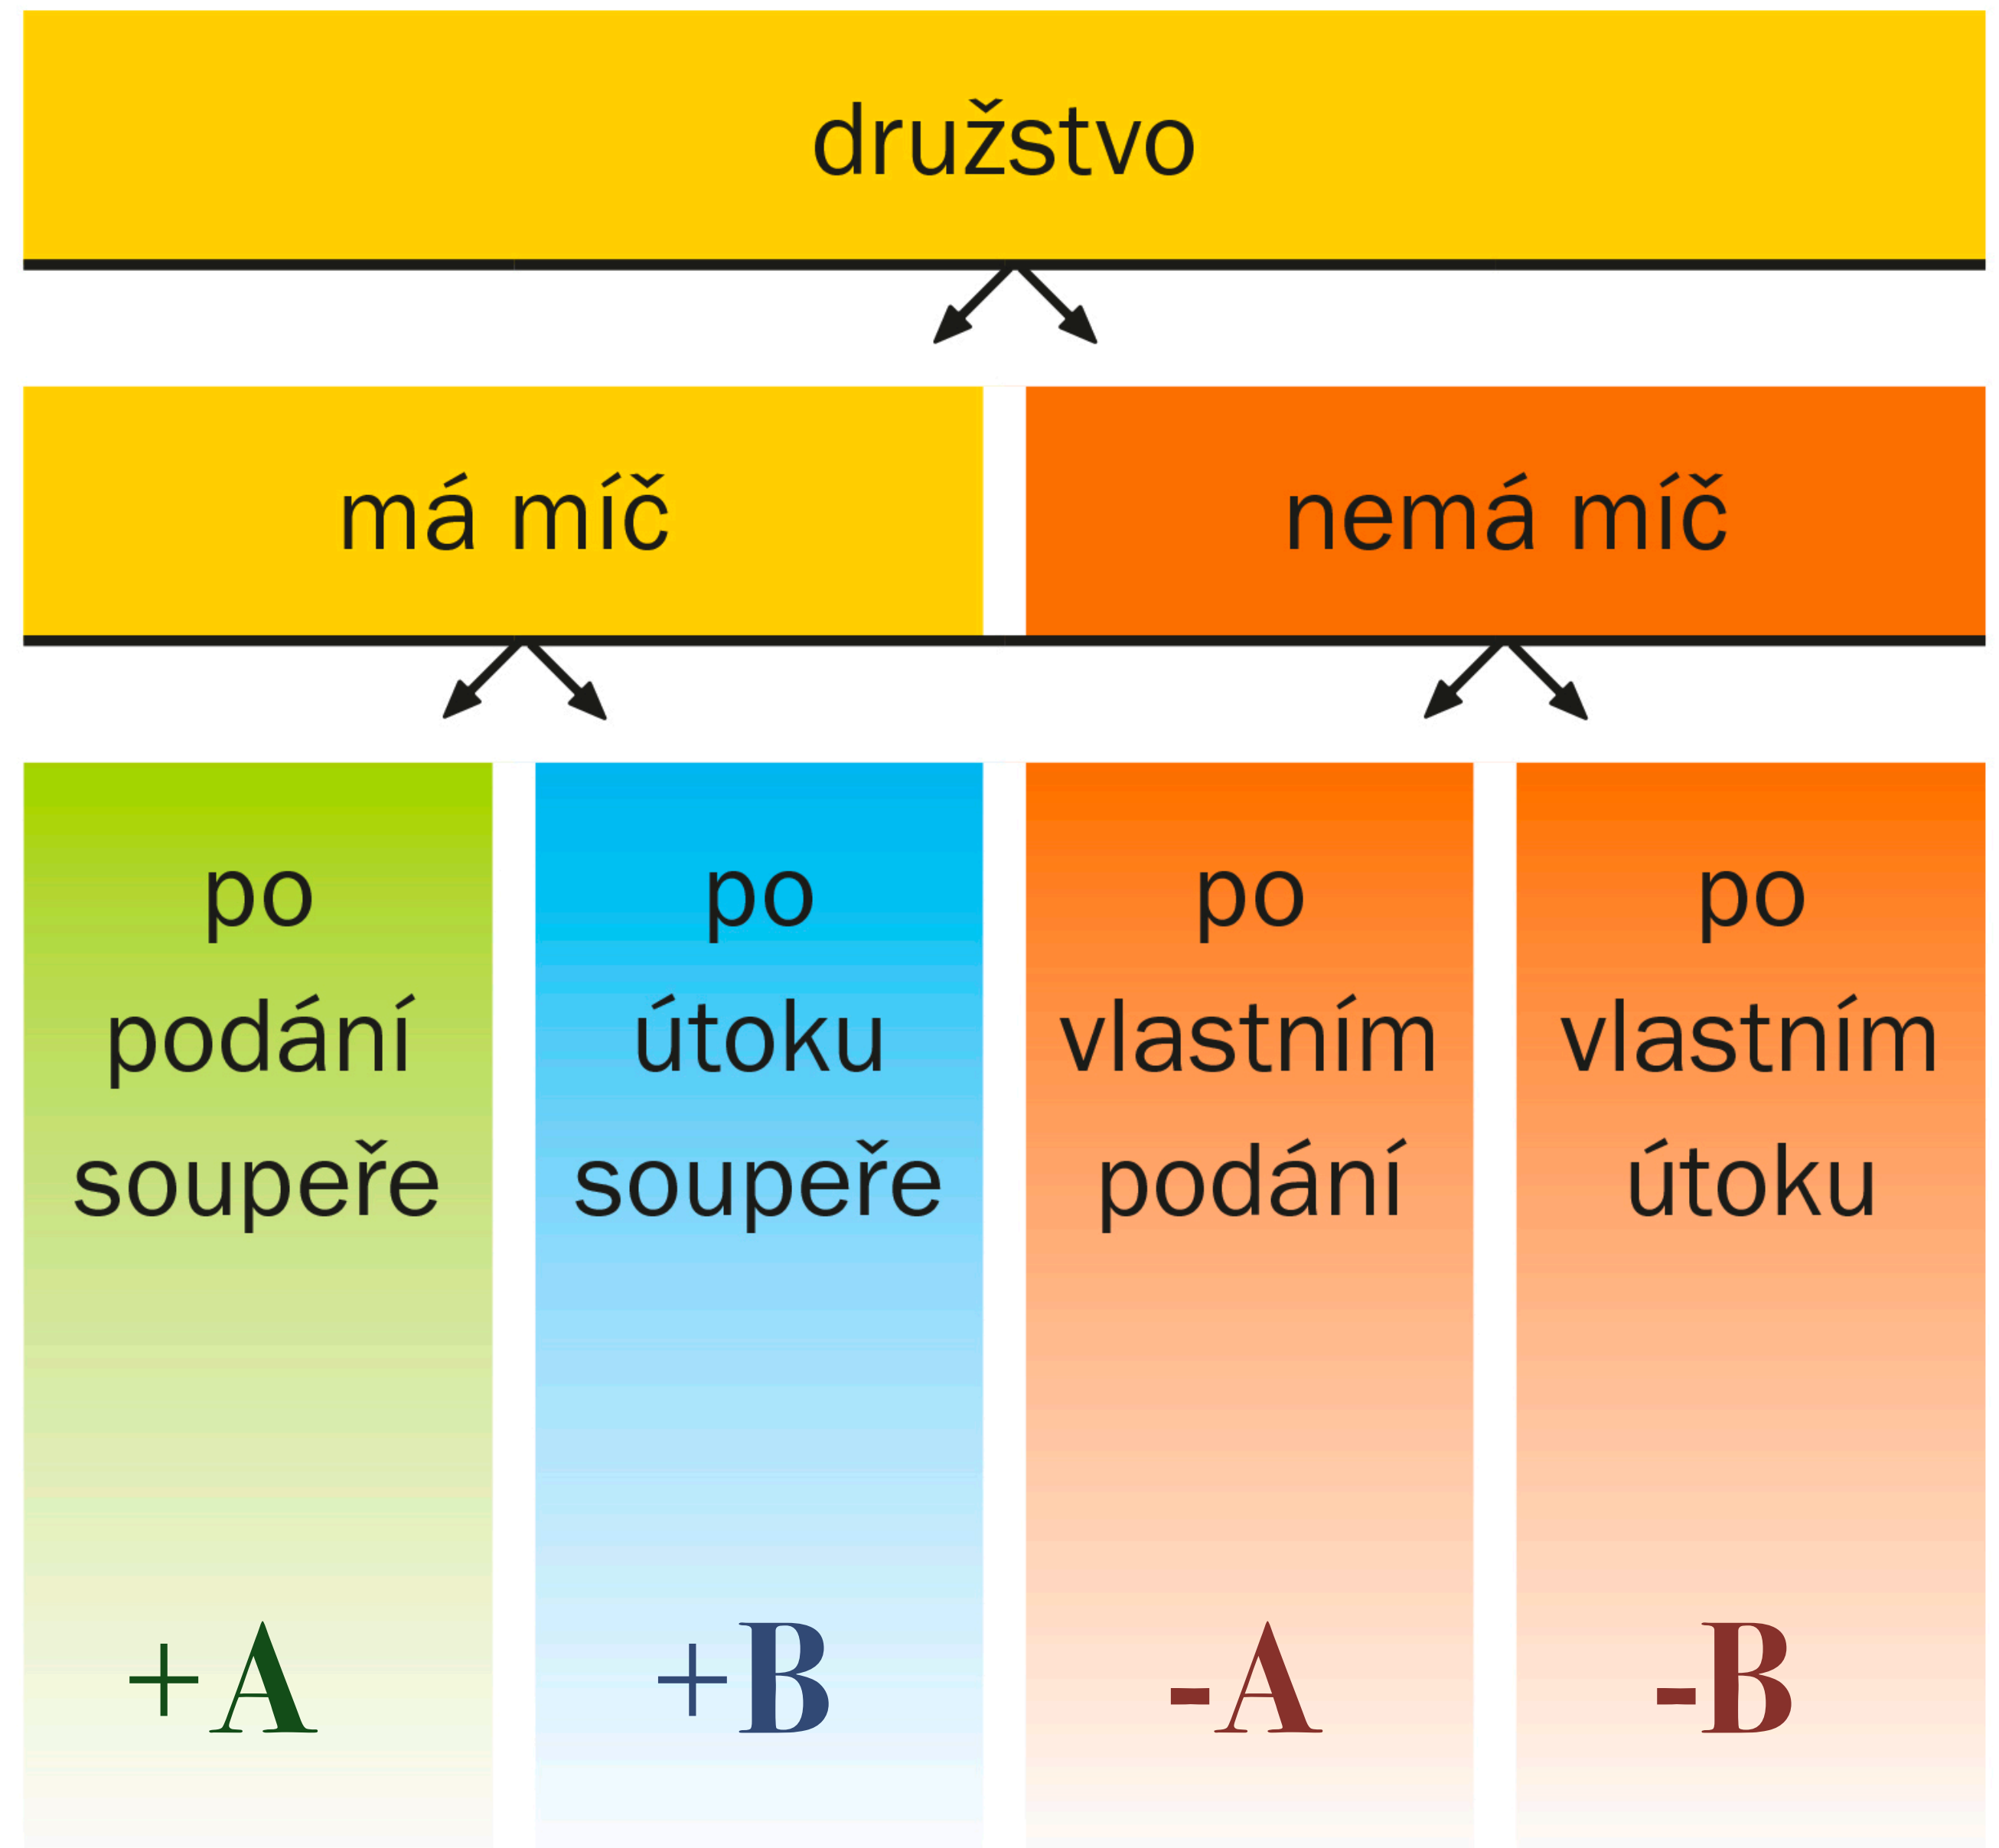 družstvo
má míč
nemá míč
po
podání
soupeře
+A
po
útoku
soupeře
+B
po
vlastním
podání
-A
po
vlastním
útoku
-B